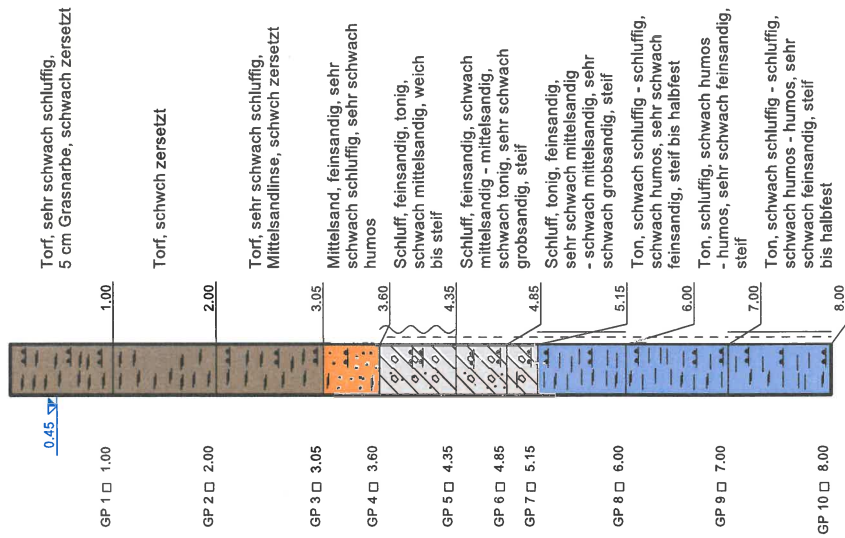 Torf, sehr schwach schluffig,
5 cm Grasnarbe, schwach zersetzt
Torf, schwch zersetzt
Torf, sehr schwach schluffig,
Mittelsandlinse, schwch zersetzt
Mittelsand, feinsandig, sehr
schwach schluffig, sehr schwach
humos
Schluff, feinsandig, tonig,
schwach mittelsandig, weich
bis steif
Schluff, feinsandig, schwach
mittelsandig - mittelsandig,
schwach tonig, sehr schwach
grobsandig, steif
Schluff, tonig, feinsandig,
sehr schwach mittelsandig
- schwach mittelsandig, sehr
schwach grobsandig, steif
Ton, schwach schluffig - schluffig,
schwach humos, sehr schwach
feinsandig, steif bis halbfest
Ton, schluffig, schwach humos
- humos, sehr schwach feinsandig,
steif
Ton, schwach schluffig - schluffig,
schwach humos - humos, sehr
schwach feinsandig, steif
bis halbfest
1.00
2.00
3.05
3.60
4.35
4.85
5.15
6.00
7.00
8.00
0.45
GP 1 □ 1.00
GP 2 □ 2.00
GP 3 □ 3.05
GP 4 □ 3.60
GP 5 □ 4.35
GP 6 □ 4.85
GP 7 □ 5.15
GP 8 □ 6.00
GP 9 □ 7.00
GP 10 □ 8.00